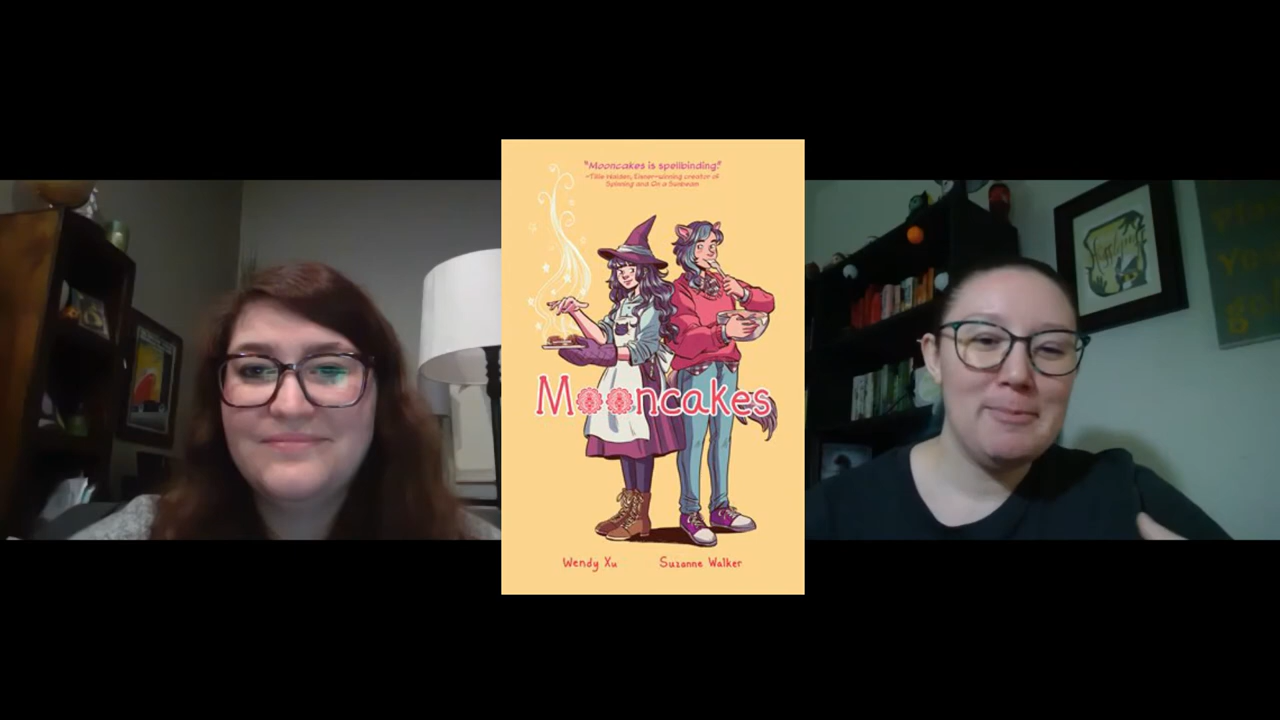 "Mooncakes is spellbinding."
-Tillie Walden, Eisner-winning creator of
Spinning and On a Sunbeam
Mooncakes
Wendy Xu
Suzanne Walker